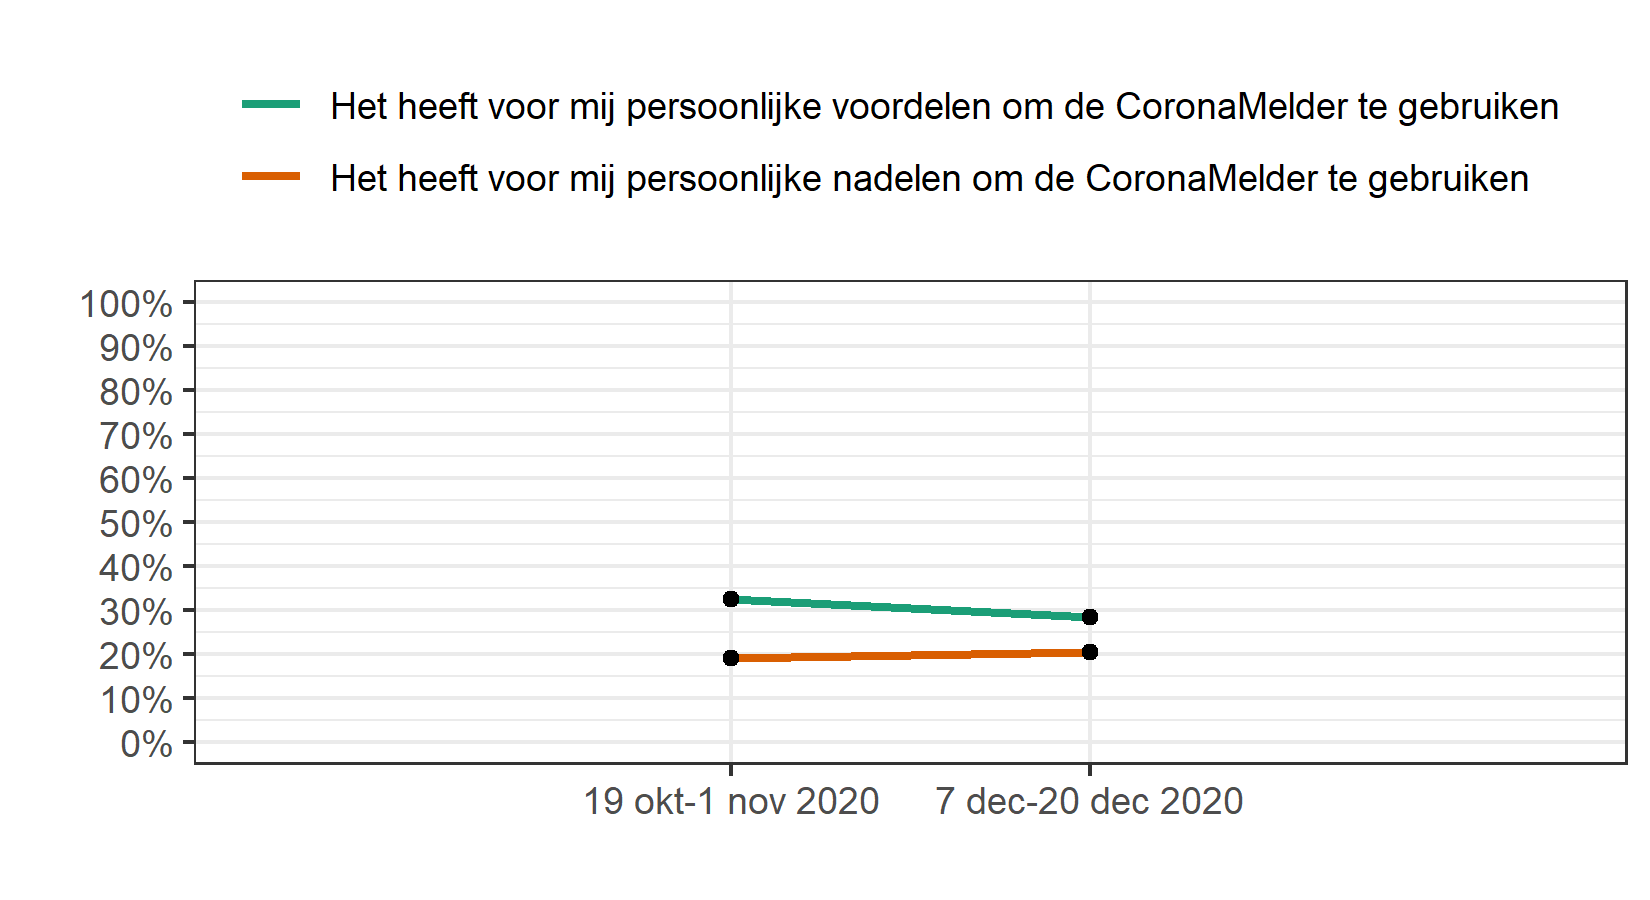 Het heeft voor mij persoonlijke voordelen om de CoronaMelder te gebruiken
Het heeft voor mij persoonlijke nadelen om de CoronaMelder te gebruiken
100%
90%
80%
70%
60%
50%
40%
30%
20%
10%
0%
19 okt-1 nov 2020
7 dec-20 dec 2020